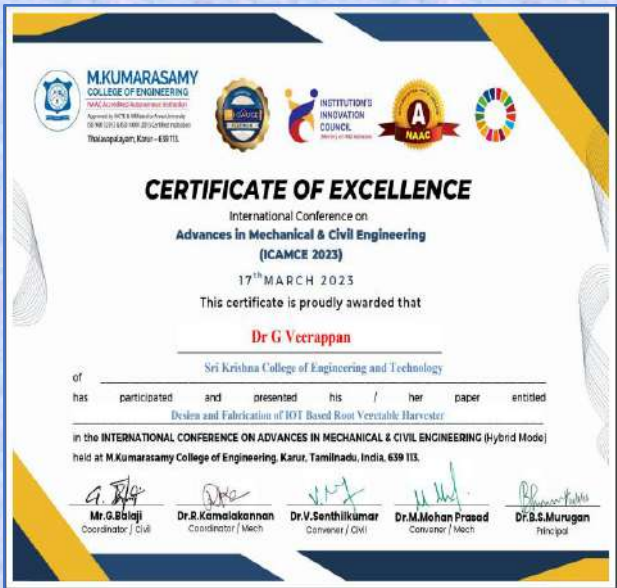 M.KUMARASAMY
COLLEGE OF ENGINEERING
NAAC Accredited Autonomous Institution
Thalavapalayam, Karur - 639 113.
INSTITUTION'S
INNOVATION
COUNCIL
A
NAAC
CERTIFICATE OF EXCELLENCE
International Conference on
Advances in Mechanical & Civil Engineering
(ICAMCE 2023)
17th MARCH 2023
This certificate is proudly awarded that
Dr G Veerappan
of Sri Krishna College of Engineering and Technology
has participated and presented his / her paper entitled
Design and Fabrication of IOT Based Root Vegetable Harvester
in the INTERNATIONAL CONFERENCE ON ADVANCES IN MECHANICAL & CIVIL ENGINEERING (Hybrid Mode)
held at M.Kumarasamy College of Engineering, Karur, Tamilnadu, India, 639 113.
Mr.G.Balaji Dr.R.Kamalakannan Dr.V.Senthilkumar Dr.M.Mohan Prasad Dr.B.S.Murugan
Coordinator / Civil Coordinator / Mech Convener / Civil Convener / Mech Principal